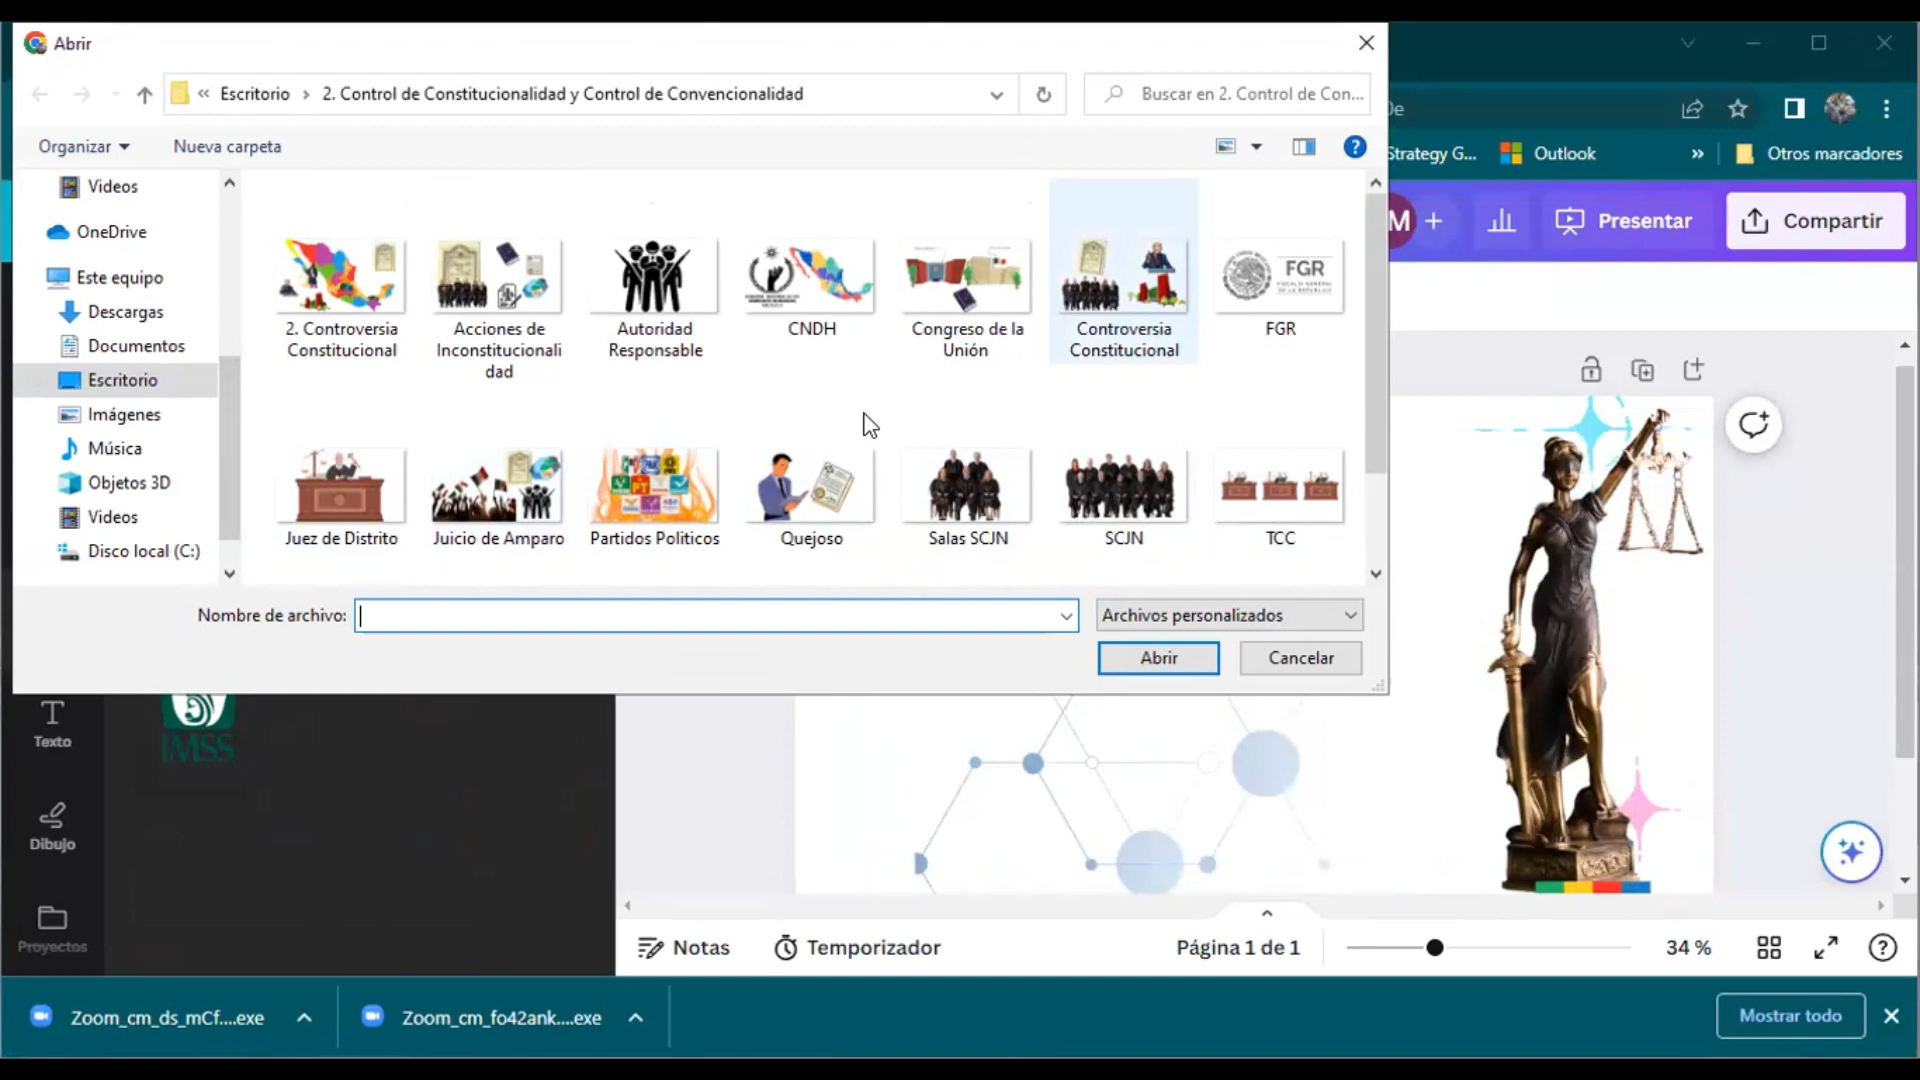 Abrir
« Escritorio › 2. Control de Constitucionalidad y Control de Convencionalidad
Buscar en 2. Control de Con...
Organizar
Nueva carpeta
Videos
OneDrive
Este equipo
Descargas
Documentos
Escritorio
Imágenes
Música
Objetos 3D
Videos
Disco local (C:)
2. Controversia
Constitucional
Acciones de
Inconstitucionali
dad
Autoridad
Responsable
CNDH
Congreso de la
Unión
Controversia
Constitucional
FGR
FGR
Juez de Distrito
Juicio de Amparo
Partidos Politicos
Quejoso
Salas SCJN
SCJN
TCC
Nombre de archivo:
Archivos personalizados
Abrir
Cancelar
Strategy G...
Outlook
»
Otros marcadores
M
+
Presentar
Compartir
Texto
Dibujo
Proyectos
IMSS
Notas
Temporizador
Página 1 de 1
34 %
Zoom_cm_ds_mCf....exe
Zoom_cm_fo42ank....exe
Mostrar todo